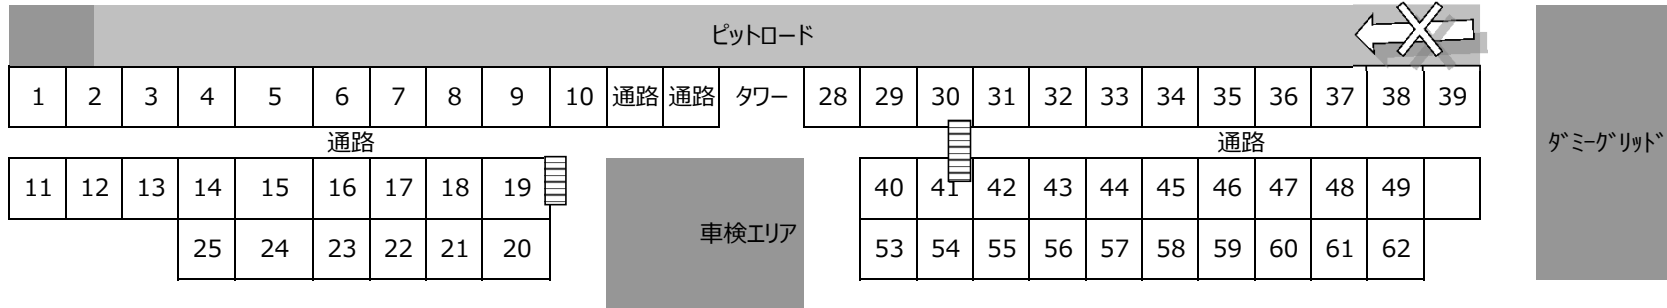 ピットロード
1 2 3 4 5 6 7 8 9 10 通路 通路 タワー 28 29 30 31 32 33 34 35 36 37 38 39
通路 通路 ﾀﾞﾐｰｸﾞﾘｯﾄﾞ
11 12 13 14 15 16 17 18 19 40 41 42 43 44 45 46 47 48 49
車検エリア
25 24 23 22 21 20 53 54 55 56 57 58 59 60 61 62